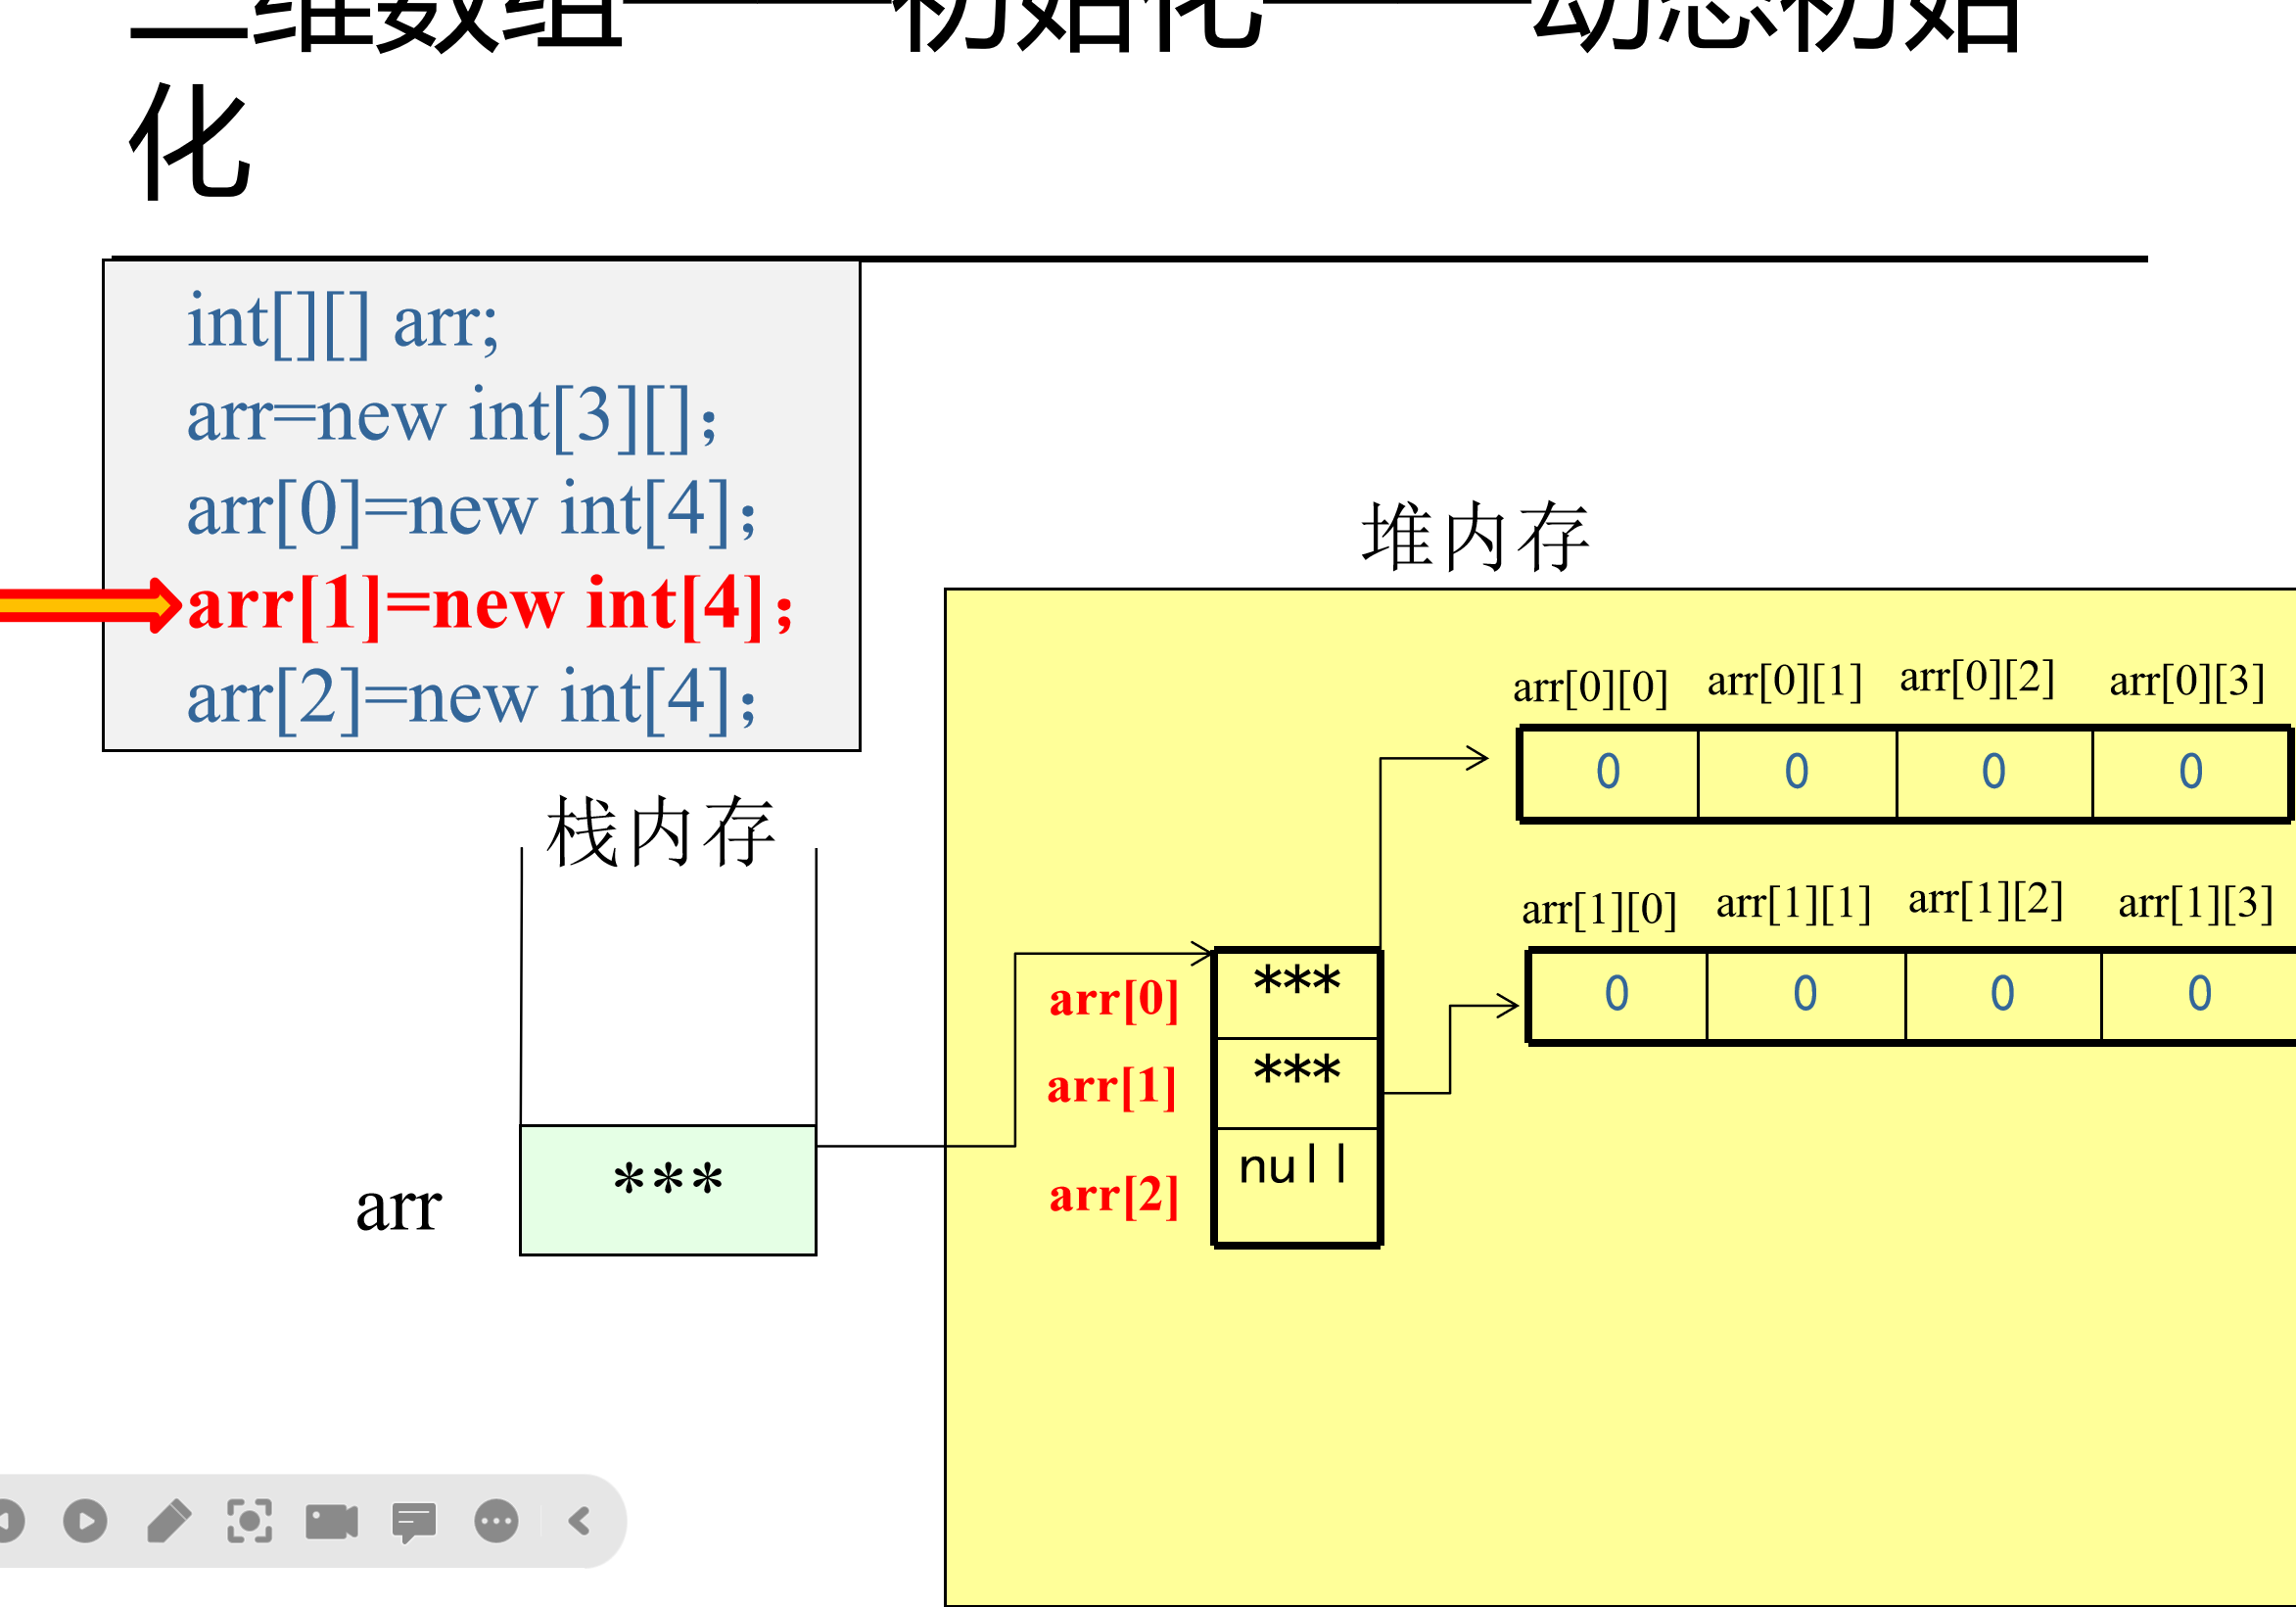 二维数组——初始化——动态初始
化
int[][] arr;
arr=new int[3][]；
arr[0]=new int[4]；
arr[1]=new int[4]；
arr[2]=new int[4]；
堆内存
arr[0][0] arr[0][1] arr[0][2] arr[0][3]
0 0 0 0
栈内存
arr[1][0] arr[1][1] arr[1][2] arr[1][3]
0 0 0 0
arr[0] ***
arr[1] ***
arr[2] null
arr ***